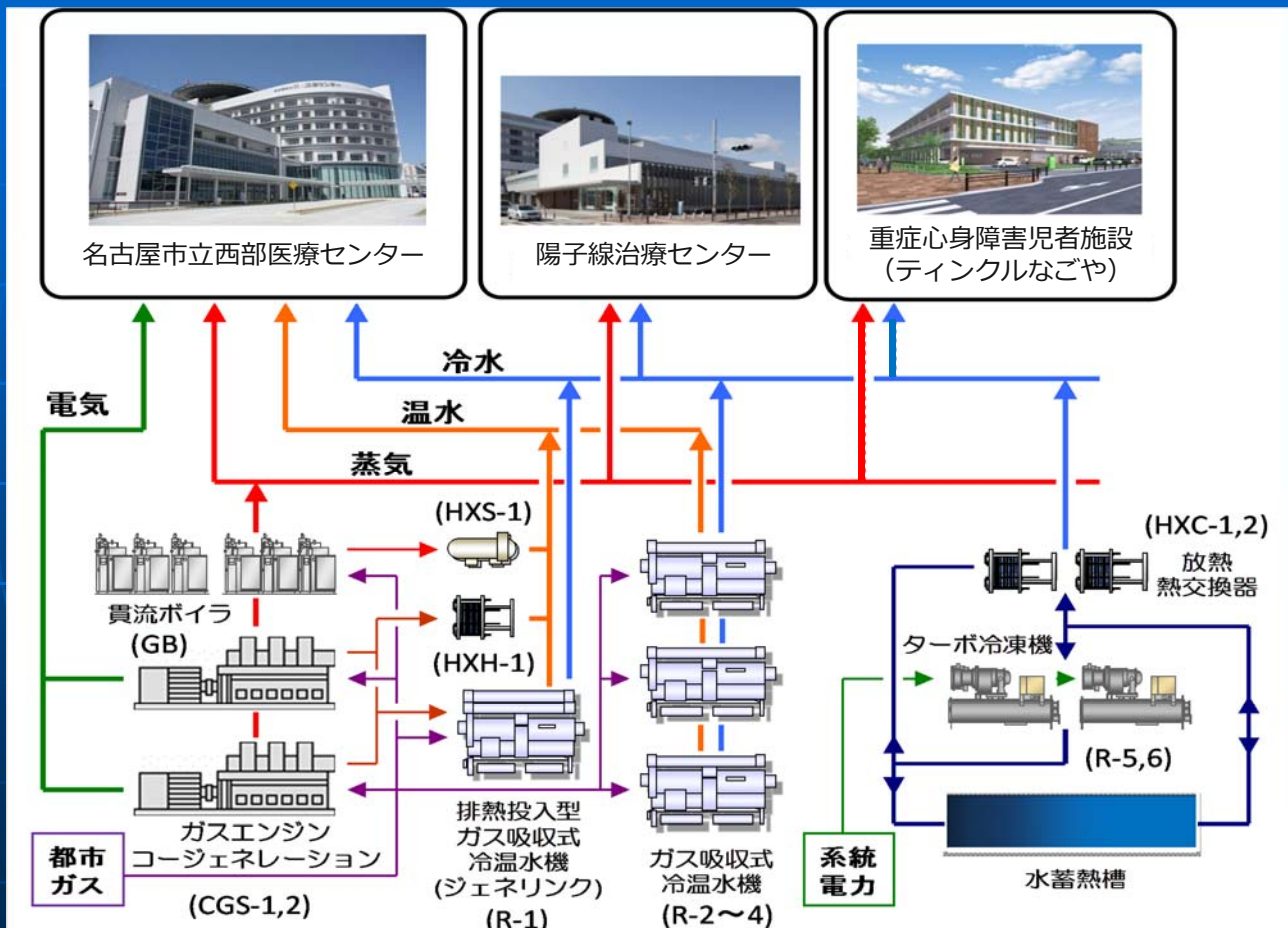 名古屋市立西部医療センター
陽子線治療センター
重症心身障害児者施設
（ティンクルなごや）
冷水
電気
温水
蒸気
(HXS-1)
(HXC-1,2)
放熱
熱交換器
貫流ボイラ
(GB)
(HXH-1)
ターボ冷凍機
(R-5,6)
ガスエンジン
コージェネレーション
(CGS-1,2)
都市
ガス
排熱投入型
ガス吸収式
冷温水機
(ジェネリンク)
(R-1)
ガス吸収式
冷温水機
(R-2～4)
系統
電力
水蓄熱槽